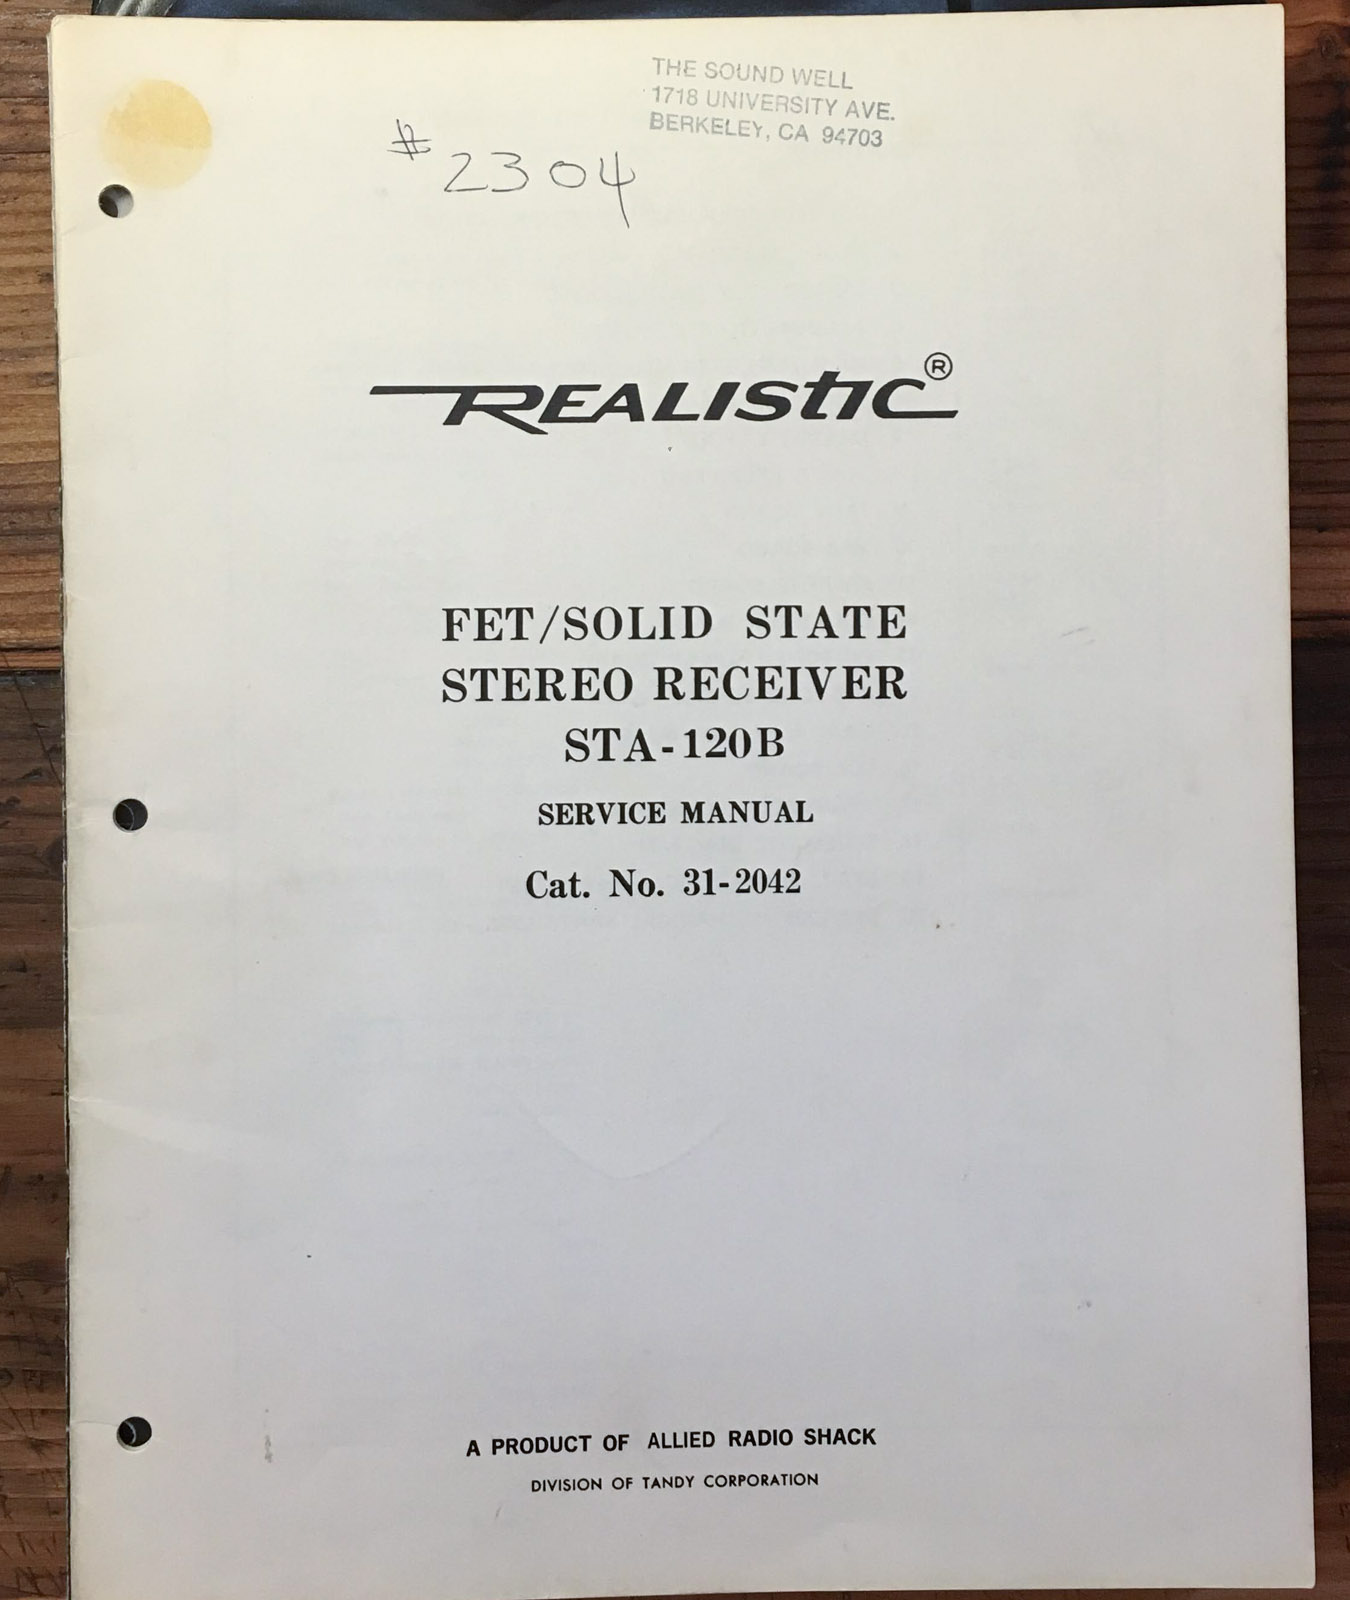 THE SOUND WELL
1718 UNIVERSITY AVE.
BERKELEY, CA 94703
# 2304
REALISTIC®
FET/SOLID STATE
STEREO RECEIVER
STA-120B
SERVICE MANUAL
Cat. No. 31-2042
A PRODUCT OF ALLIED RADIO SHACK
DIVISION OF TANDY CORPORATION